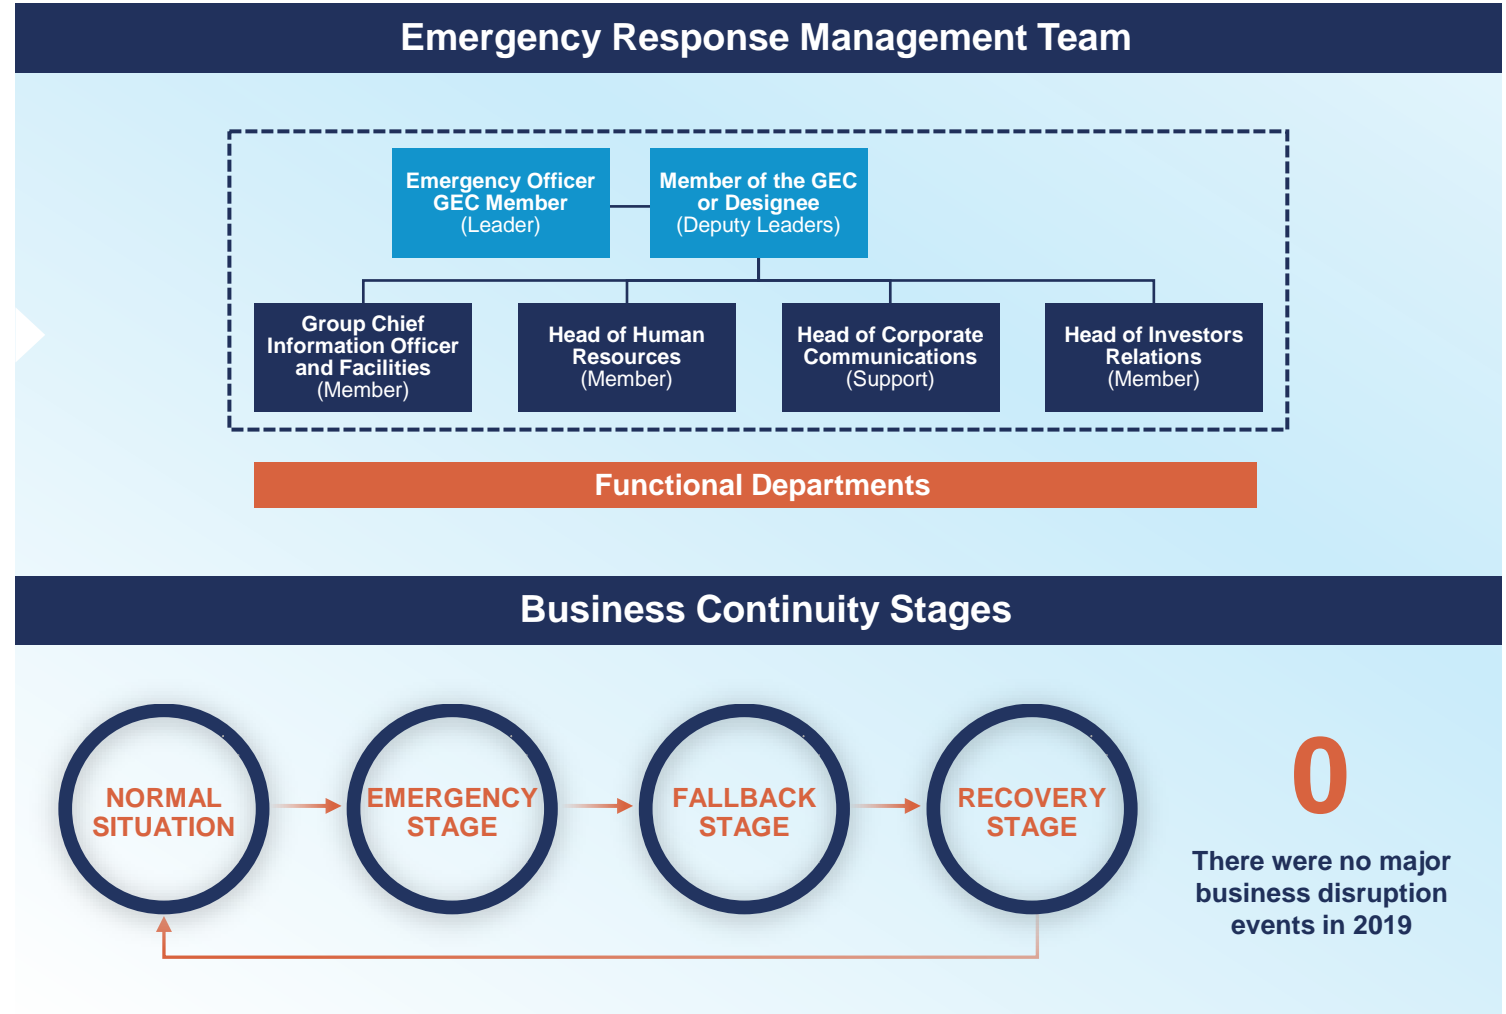 Emergency Response Management Team
Emergency Officer
GEC Member
(Leader)
Member of the GEC
or Designee
(Deputy Leaders)
Group Chief
Information Officer
and Facilities
(Member)
Head of Human
Resources
(Member)
Head of Corporate
Communications
(Support)
Head of Investors
Relations
(Member)
Functional Departments
Business Continuity Stages
NORMAL
SITUATION
EMERGENCY
STAGE
FALLBACK
STAGE
RECOVERY
STAGE
0
There were no major
business disruption
events in 2019